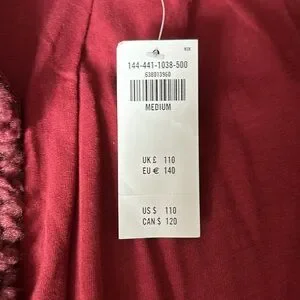 144-441-1038-500
638813960
MEDIUM
UK £ 110
EU € 140
US $ 110
CAN $ 120